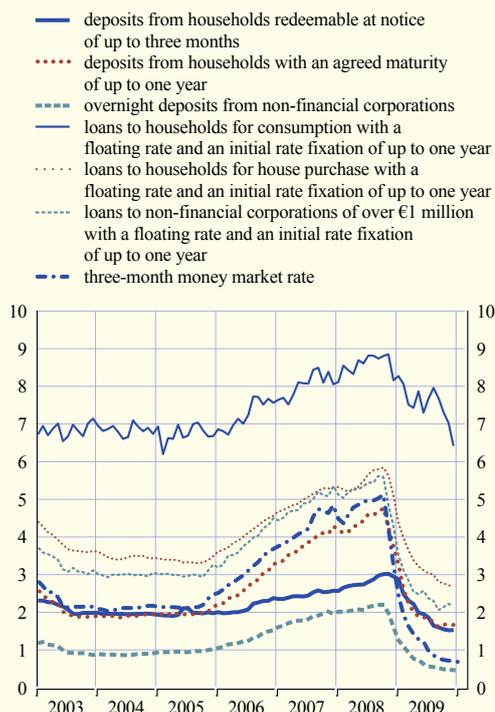 deposits from households redeemable at notice
of up to three months
deposits from households with an agreed maturity
of up to one year
overnight deposits from non-financial corporations
loans to households for consumption with a
floating rate and an initial rate fixation of up to one year
loans to households for house purchase with a
floating rate and an initial rate fixation of up to one year
loans to non-financial corporations of over €1 million
with a floating rate and an initial rate fixation
of up to one year
three-month money market rate
10 10
9 9
8 8
7 7
6 6
5 5
4 4
3 3
2 2
1 1
0 0
2003 2004 2005 2006 2007 2008 2009